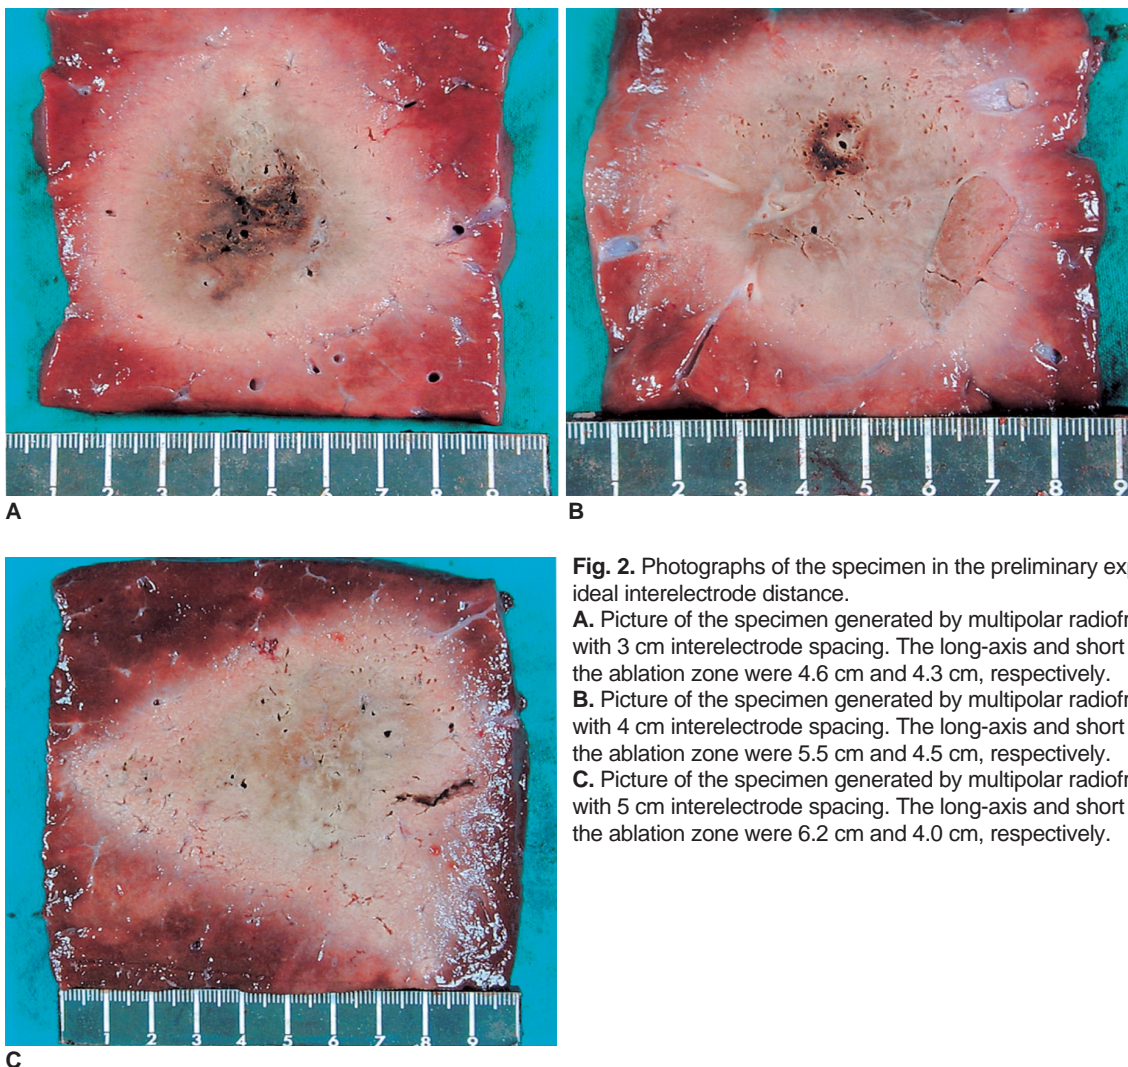 1 2 3 4 5 6 7 8 9
1 2 3 4 5 6 7 8 9
A
B
Fig. 2. Photographs of the specimen in the preliminary
ideal interelectrode distance.
A. Picture of the specimen generated by multipolar
with 3 cm interelectrode spacing. The long-axis and short
the ablation zone were 4.6 cm and 4.3 cm, respectively.
B. Picture of the specimen generated by multipolar
with 4 cm interelectrode spacing. The long-axis and short
the ablation zone were 5.5 cm and 4.5 cm, respectively.
C. Picture of the specimen generated by multipolar
with 5 cm interelectrode spacing. The long-axis and short
the ablation zone were 6.2 cm and 4.0 cm, respectively.
1 2 3 4 5 6 7 8 9
C